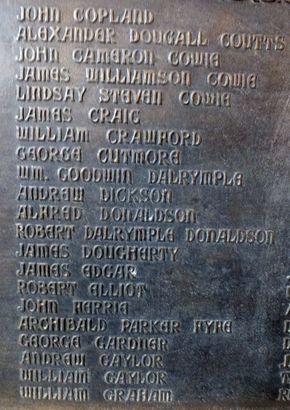 JOHN COPLAND
ALEXANDER DOUGALL COUTTS
JOHN CAMERON COWIE
JAMES WILLIAMSON COWIE
LINDSAY STEVEN COWIE
JAMES CRAIG
WILLIAM CRAWFORD
GEORGE CUTMORE
WM. GOODWIN DALRYMPLE
ANDREW DICKSON
ALFRED DONALDSON
ROBERT DALRYMPLE DONALDSON
JAMES DOUGHERTY
JAMES EDGAR
ROBERT ELLIOT
JOHN FERRIE
ARCHIBALD PARKER FYFE
GEORGE GARDNER
ANDREW GAYLOR
WILLIAM GAYLOR
WILLIAM GRAHAM